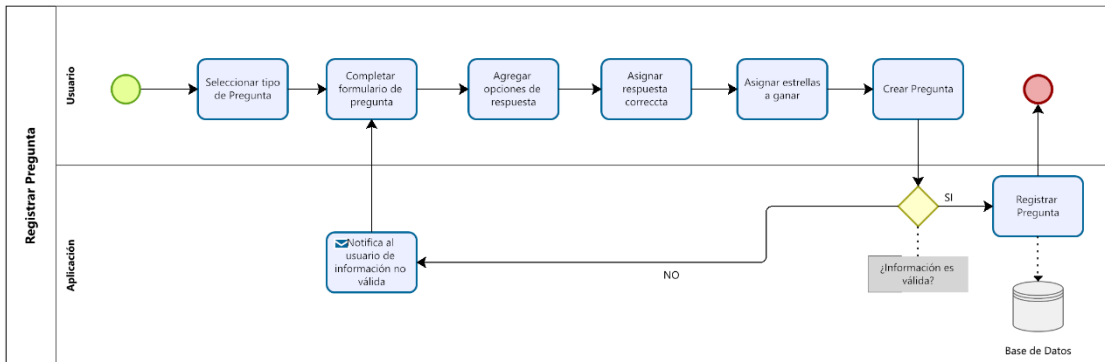 Registrar Pregunta
Usuario
Seleccionar tipo
de Pregunta
Completar
formulario de
pregunta
Agregar
opciones de
respuesta
Asignar
respuesta
correccta
Asignar estrellas
a ganar
Crear Pregunta
Aplicación
Notifica al
usuario de
información no
válida
NO
SI
¿Información es
válida?
Registrar
Pregunta
Base de Datos